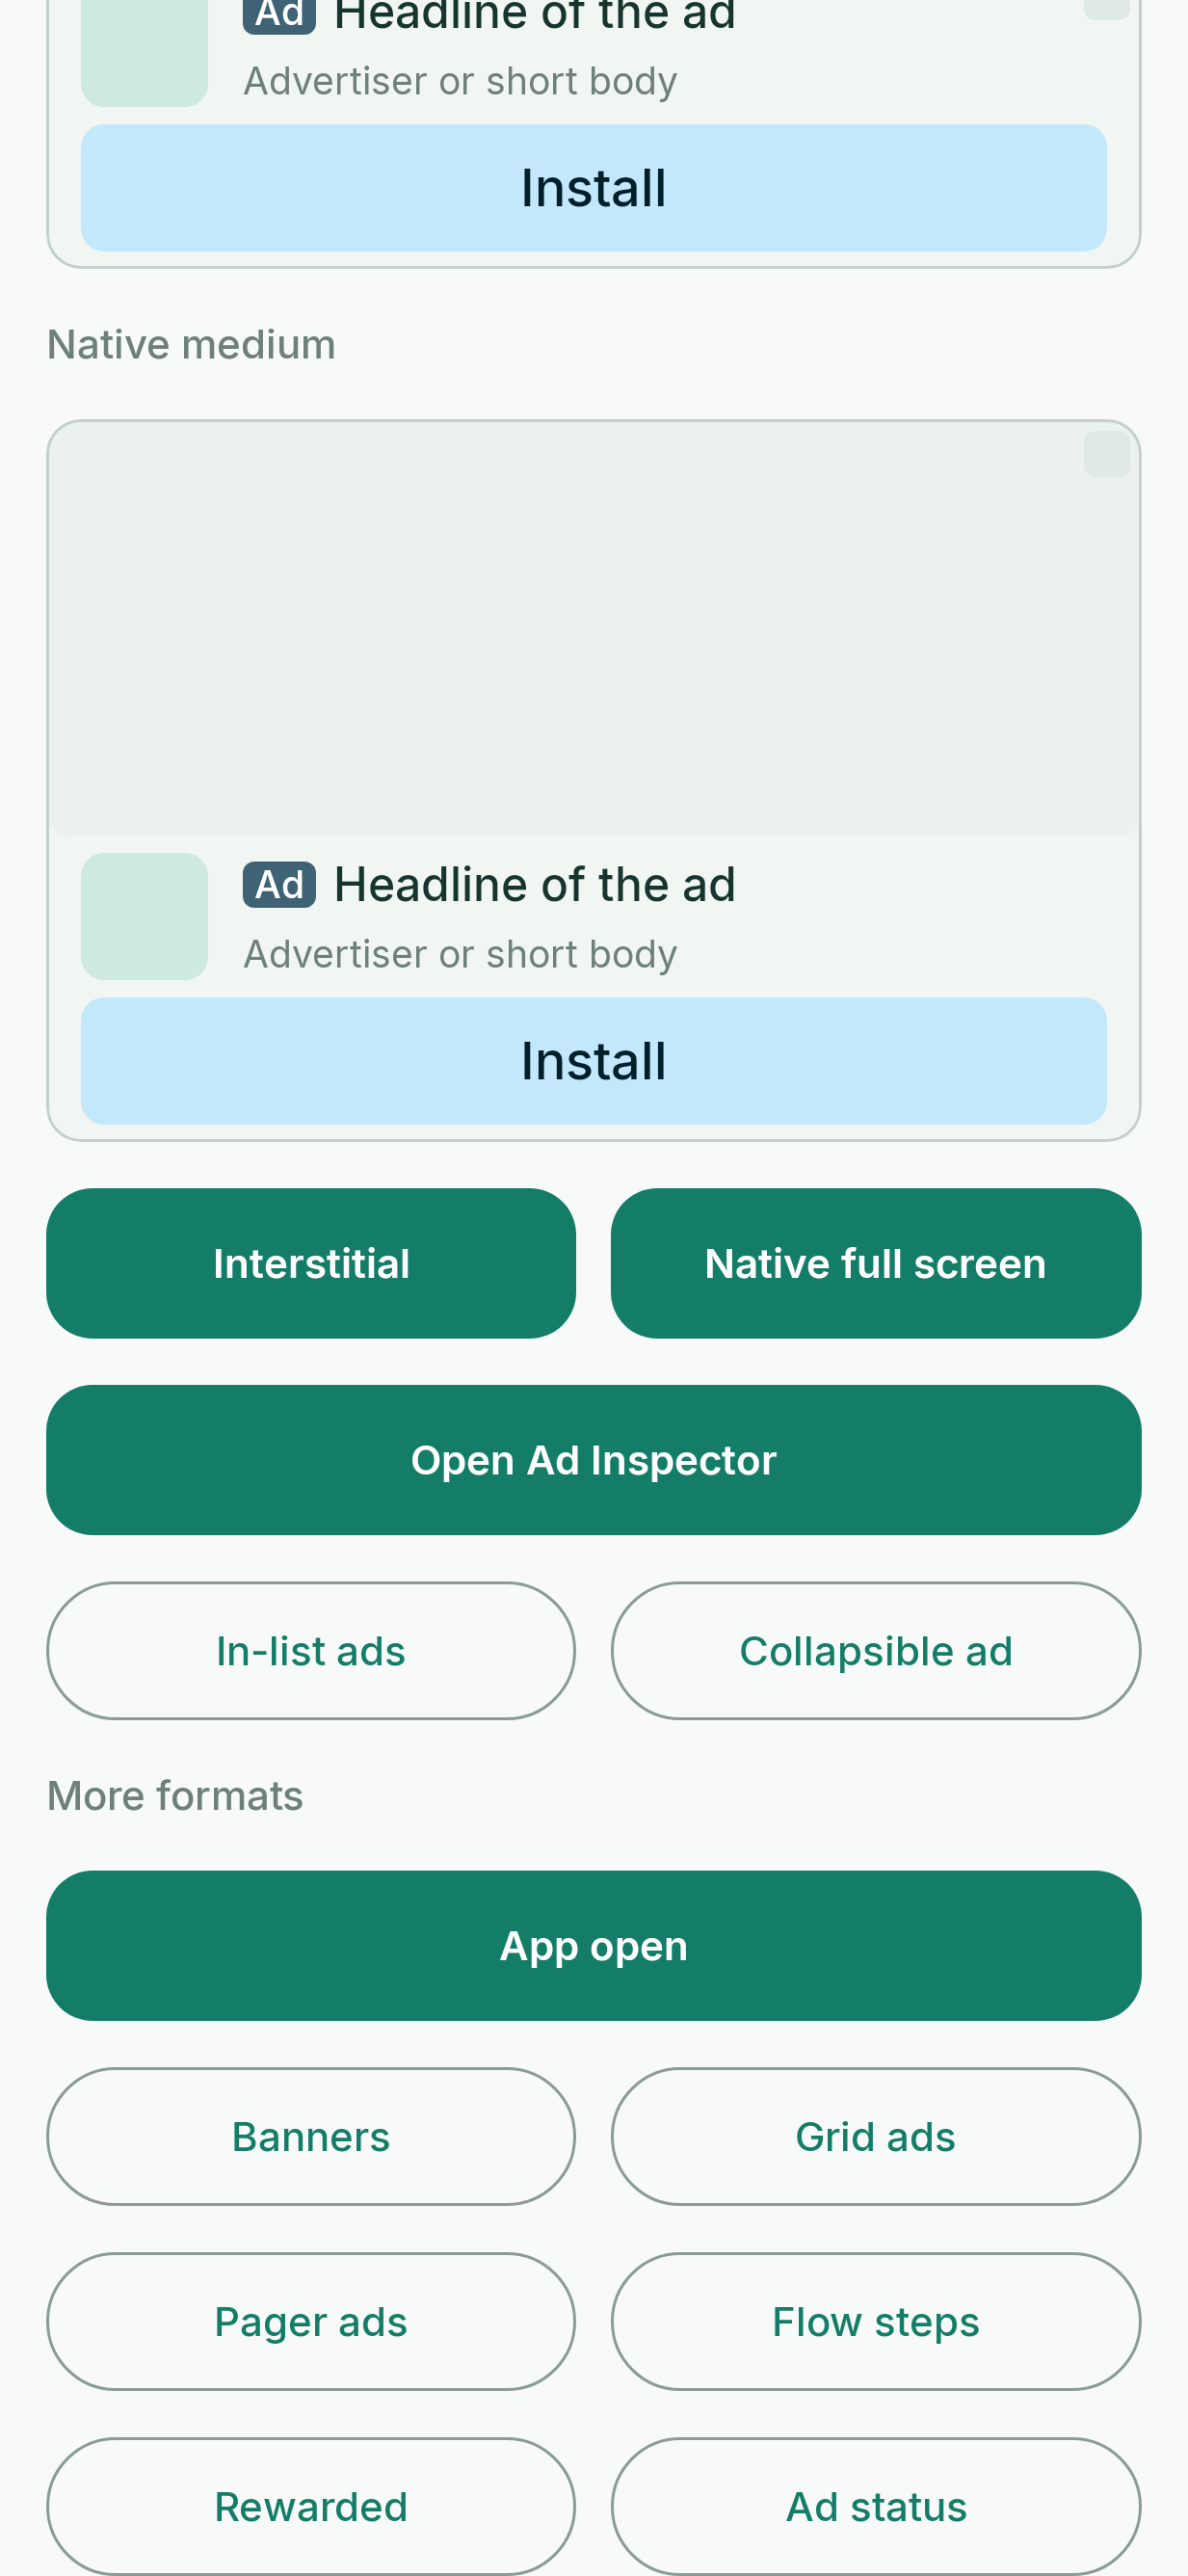 Ad Headline of the ad
Advertiser or short body
Install
Native medium
Ad Headline of the ad
Advertiser or short body
Install
Interstitial
Native full screen
Open Ad Inspector
In-list ads
Collapsible ad
More formats
App open
Banners
Grid ads
Pager ads
Flow steps
Rewarded
Ad status